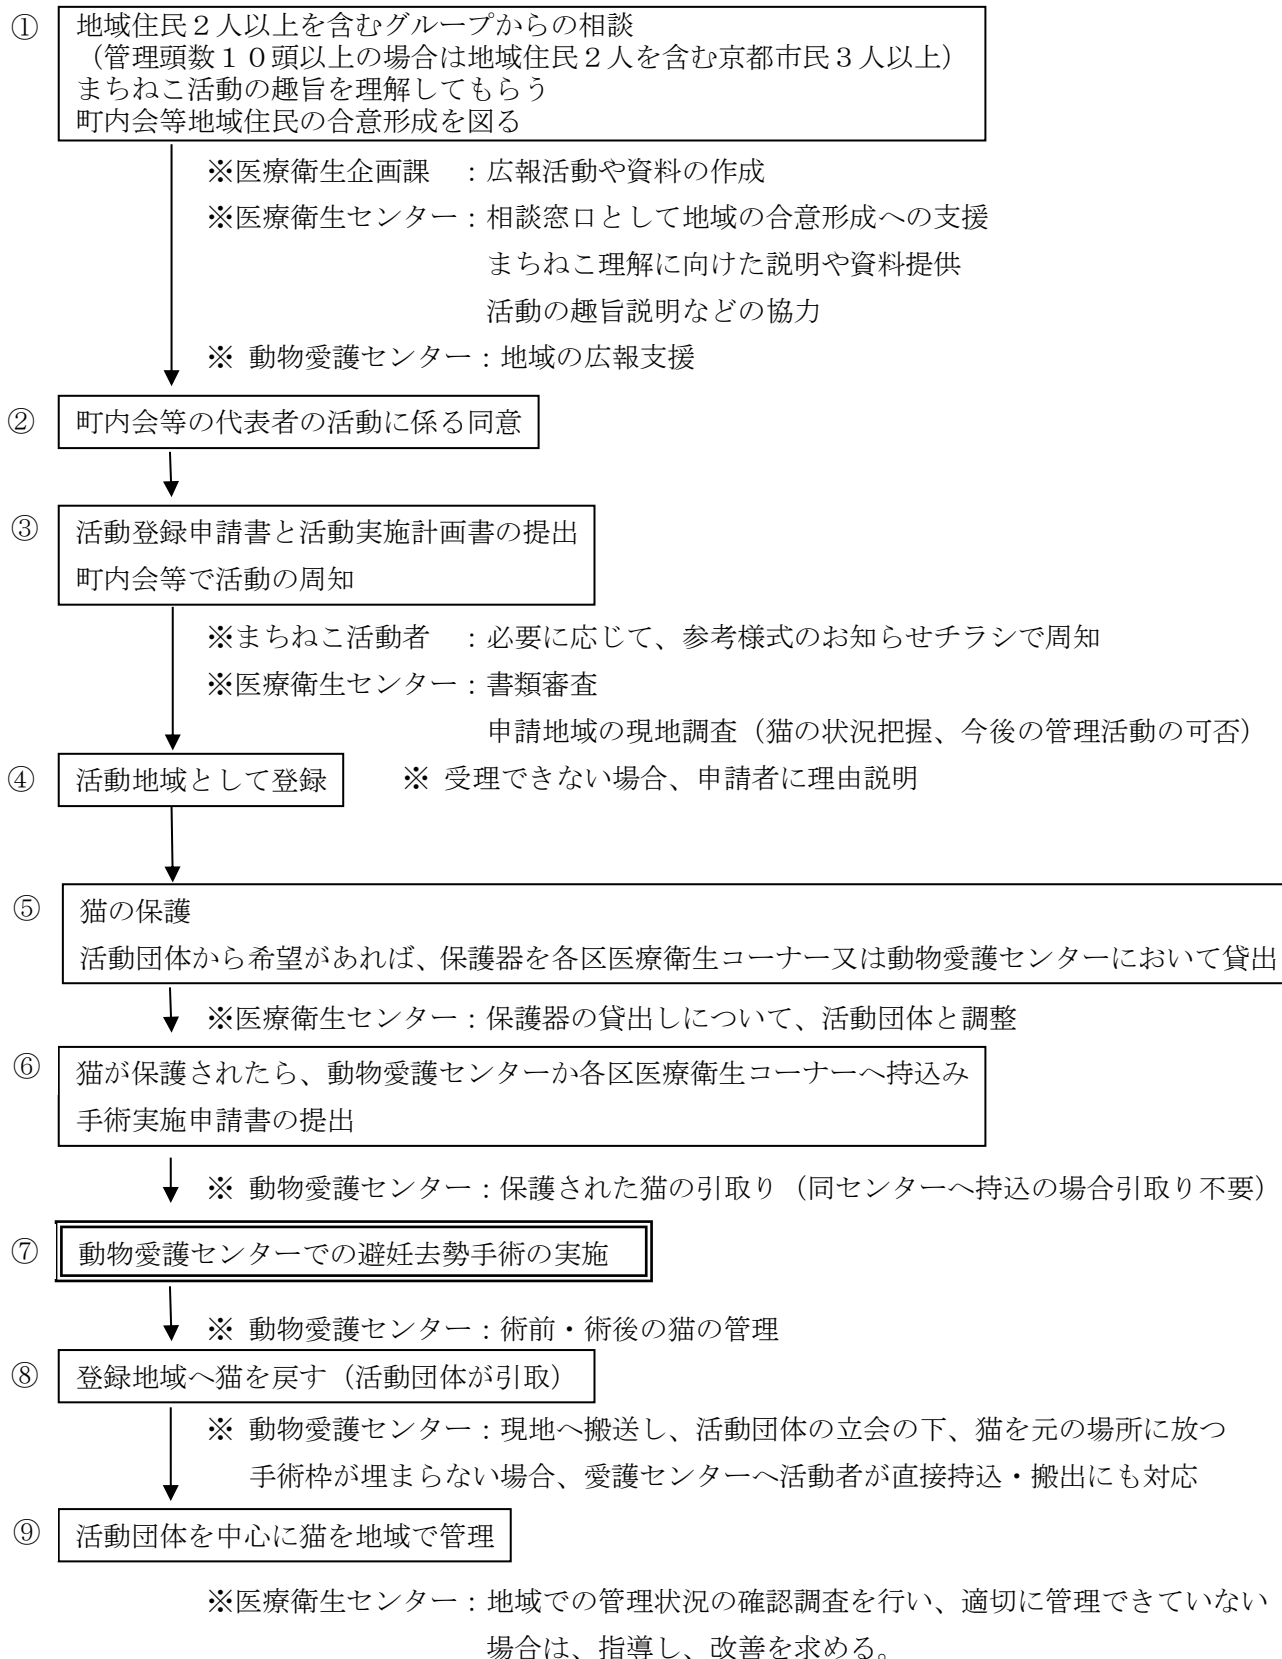 ① 地域住民２人以上を含むグループからの相談
（管理頭数１０頭以上の場合は地域住民２人を含む京都市民３人以上）
まちねこ活動の趣旨を理解してもらう
町内会等地域住民の合意形成を図る
※医療衛生企画課　：広報活動や資料の作成
※医療衛生センター：相談窓口として地域の合意形成への支援
まちねこ理解に向けた説明や資料提供
活動の趣旨説明などの協力
※ 動物愛護センター：地域の広報支援
② 町内会等の代表者の活動に係る同意
③ 活動登録申請書と活動実施計画書の提出
町内会等で活動の周知
※まちねこ活動者　：必要に応じて、参考様式のお知らせチラシで周知
※医療衛生センター：書類審査
申請地域の現地調査（猫の状況把握、今後の管理活動の可否）
④ 活動地域として登録　※ 受理できない場合、申請者に理由説明
⑤ 猫の保護
活動団体から希望があれば、保護器を各区医療衛生コーナー又は動物愛護センターにおいて貸出
※医療衛生センター：保護器の貸出しについて、活動団体と調整
⑥ 猫が保護されたら、動物愛護センターか各区医療衛生コーナーへ持込み
手術実施申請書の提出
※ 動物愛護センター：保護された猫の引取り（同センターへ持込の場合引取り不要）
⑦ 動物愛護センターでの避妊去勢手術の実施
※ 動物愛護センター：術前・術後の猫の管理
⑧ 登録地域へ猫を戻す（活動団体が引取）
※ 動物愛護センター：現地へ搬送し、活動団体の立会の下、猫を元の場所に放つ
手術枠が埋まらない場合、愛護センターへ活動者が直接持込・搬出にも対応
⑨ 活動団体を中心に猫を地域で管理
※医療衛生センター：地域での管理状況の確認調査を行い、適切に管理できていない
場合は、指導し、改善を求める。